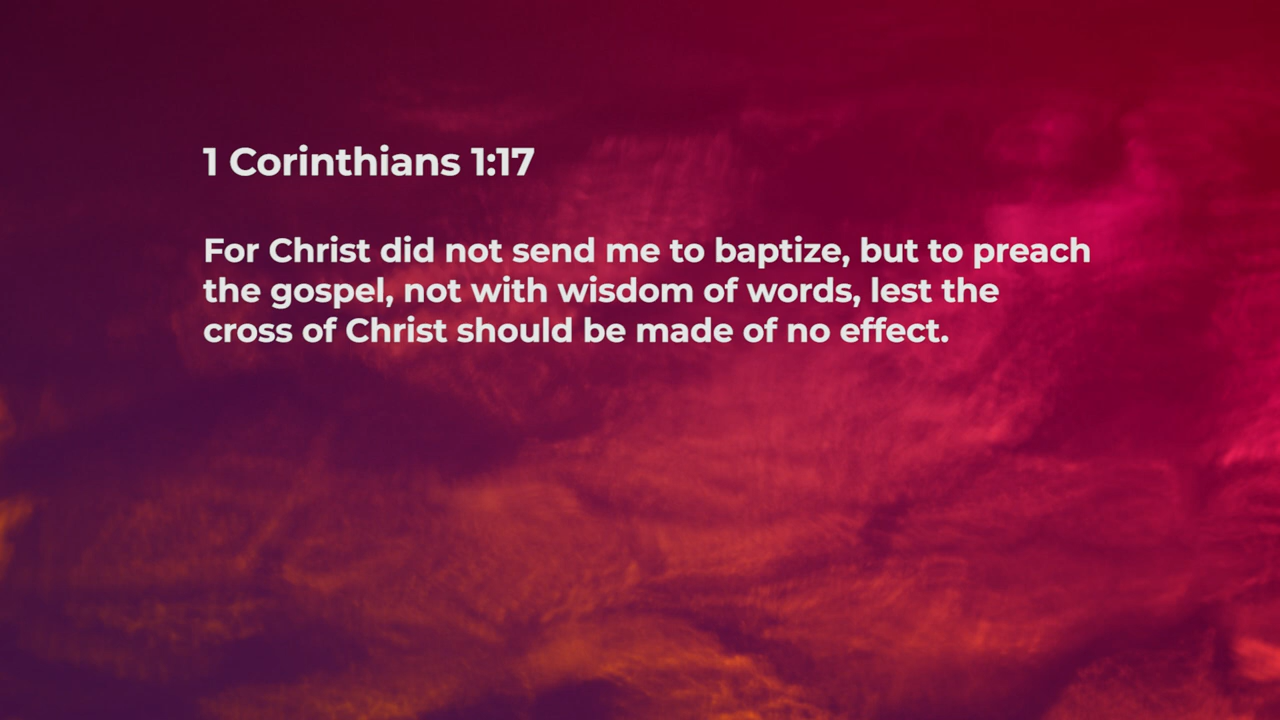 1 Corinthians 1:17
For Christ did not send me to baptize, but to preach
the gospel, not with wisdom of words, lest the
cross of Christ should be made of no effect.